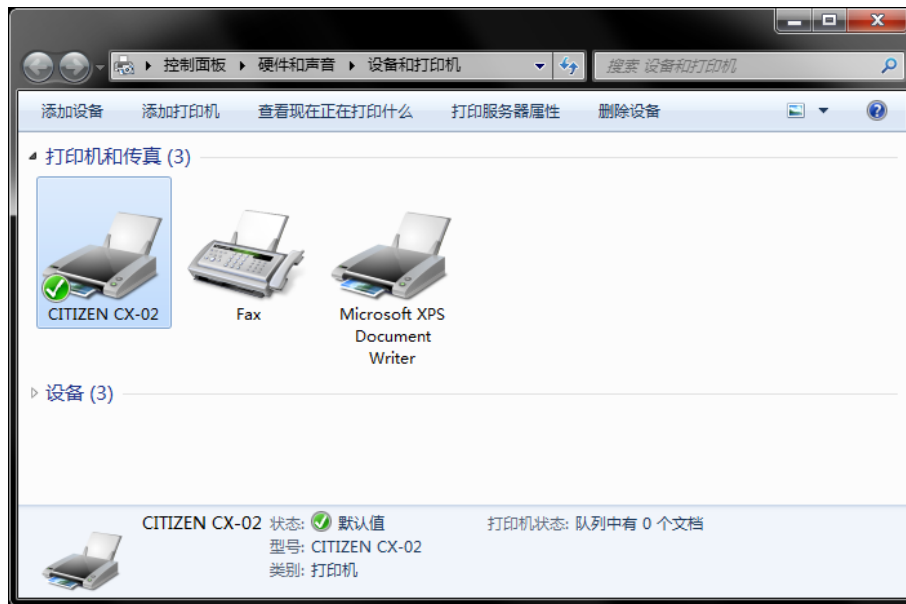 控制面板 硬件和声音 设备和打印机 搜索 设备和打印机
添加设备 添加打印机 查看现在正在打印什么 打印服务器属性 删除设备
打印机和传真 (3)
CITIZEN CX-02
Fax
Microsoft XPS
Document
Writer
设备 (3)
CITIZEN CX-02 状态: 默认值 打印机状态: 队列中有 0 个文档
型号: CITIZEN CX-02
类别: 打印机